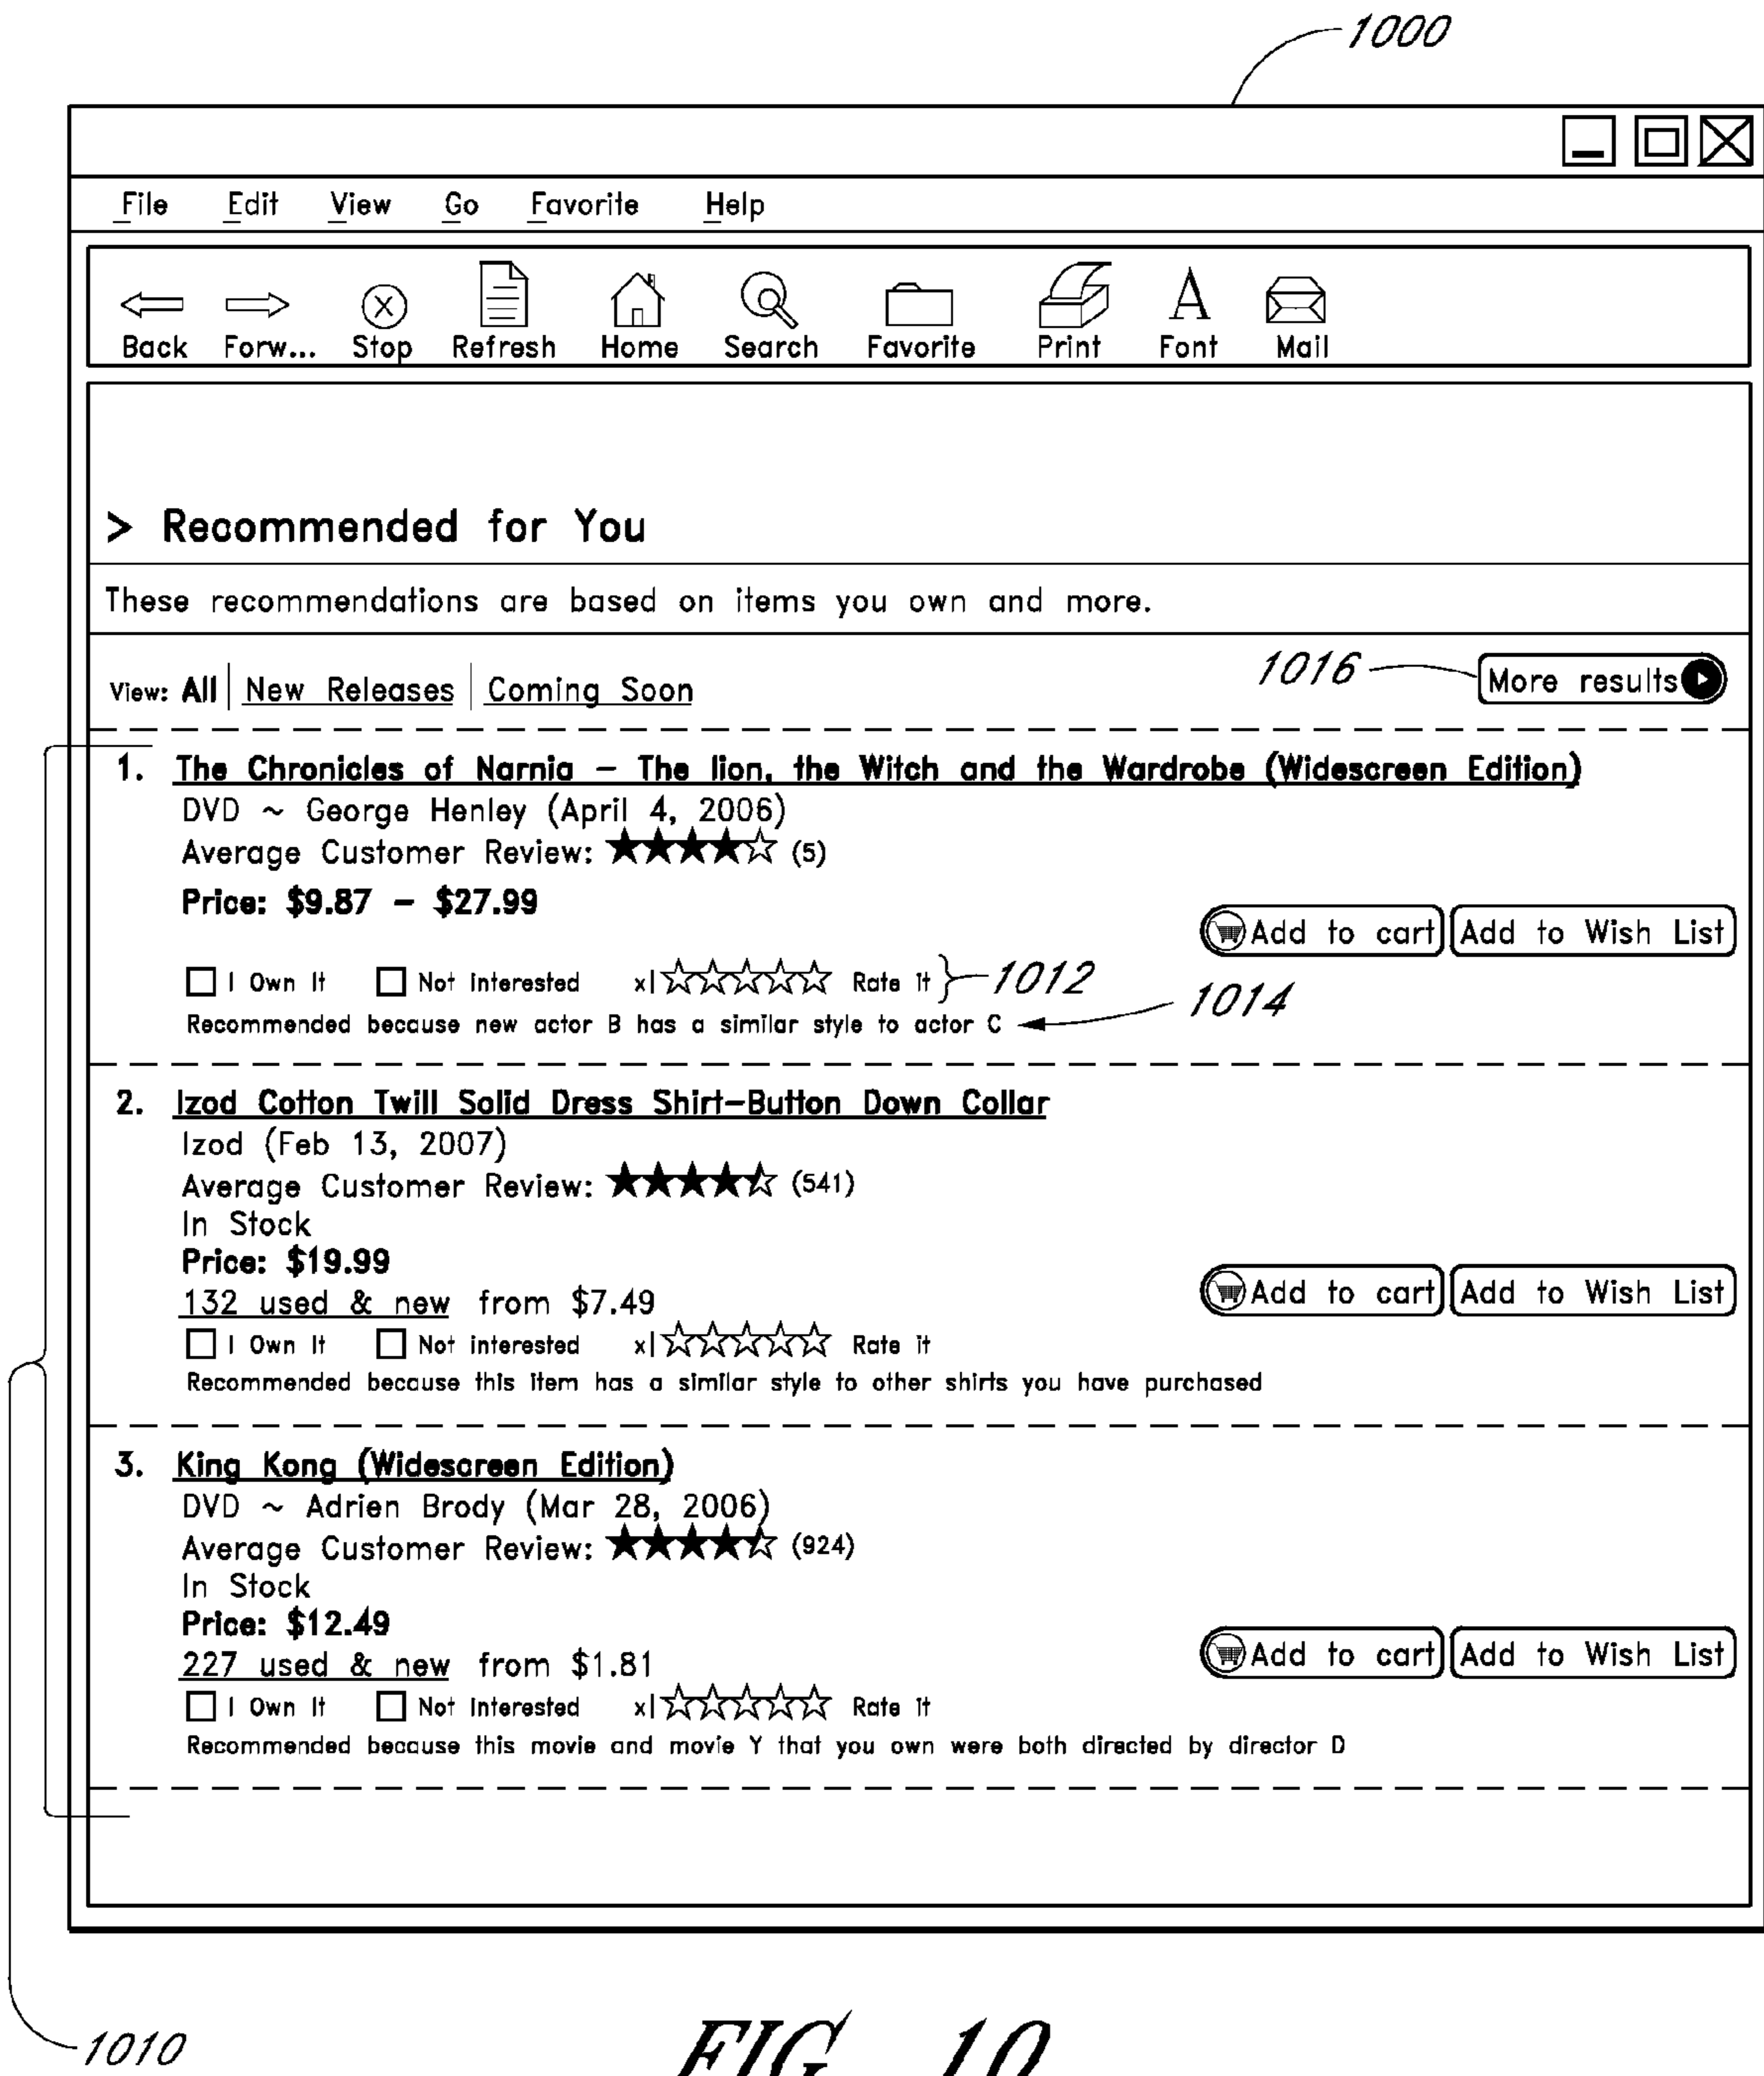 1000
File Edit View Go Favorite Help
Back Forw... Stop Refresh Home Search Favorite Print Font Mail
> Recommended for You
These recommendations are based on items you own and more.
View: All | New Releases | Coming Soon 1016 More results
1. The Chronicles of Narnia – The lion, the Witch and the Wardrobe (Widescreen Edition)
DVD ~ George Henley (April 4, 2006)
Average Customer Review: ★★★★☆ (5)
Price: $9.87 – $27.99
Add to cart Add to Wish List
I Own It Not Interested x|☆☆☆☆☆ Rate it 1012
1014
Recommended because new actor B has a similar style to actor C
2. Izod Cotton Twill Solid Dress Shirt–Button Down Collar
Izod (Feb 13, 2007)
Average Customer Review: ★★★★☆ (541)
In Stock
Price: $19.99
132 used & new from $7.49 Add to cart Add to Wish List
I Own It Not interested x|☆☆☆☆☆ Rate it
Recommended because this item has a similar style to other shirts you have purchased
3. King Kong (Widescreen Edition)
DVD ~ Adrien Brody (Mar 28, 2006)
Average Customer Review: ★★★★☆ (924)
In Stock
Price: $12.49
227 used & new from $1.81 Add to cart Add to Wish List
I Own It Not Interested x|☆☆☆☆☆ Rate it
Recommended because this movie and movie Y that you own were both directed by director D
1010
FIG. 10